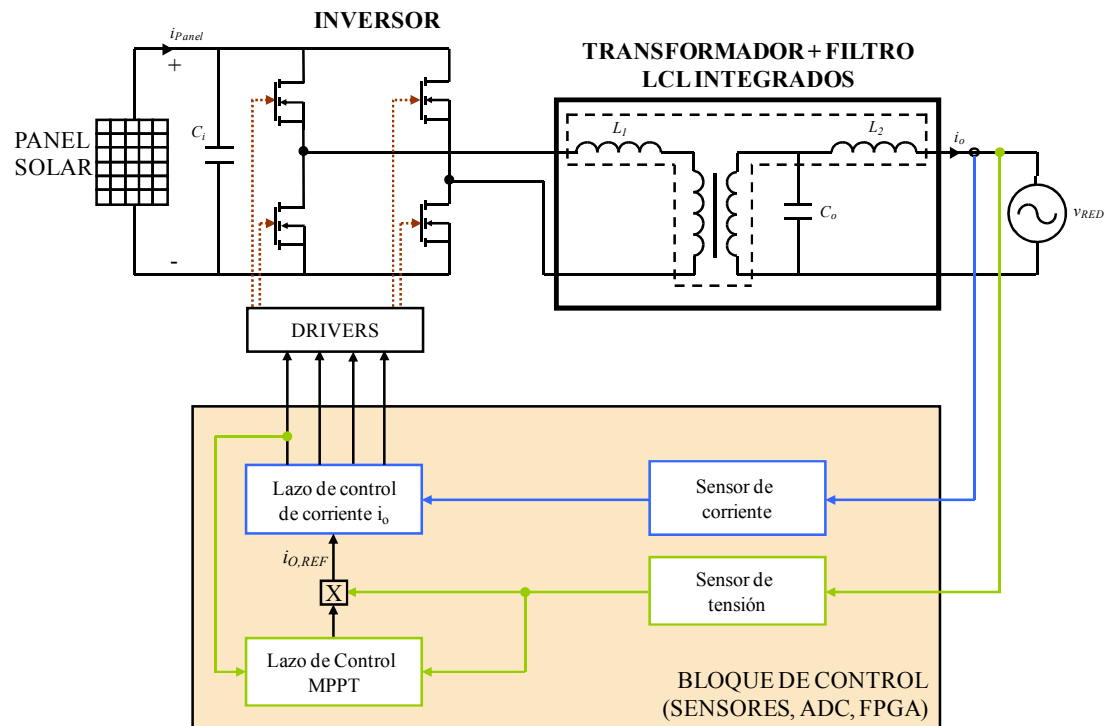 INVERSOR
i_Panel
+
TRANSFORMADOR + FILTRO
LCL INTEGRADOS
PANEL
SOLAR
C_i
L_1
L_2
i_o
C_o
v_RED
-
DRIVERS
Lazo de control
de corriente i_o
Sensor de
corriente
i_O,REF
X
Sensor de
tensión
Lazo de Control
MPPT
BLOQUE DE CONTROL
(SENSORES, ADC, FPGA)